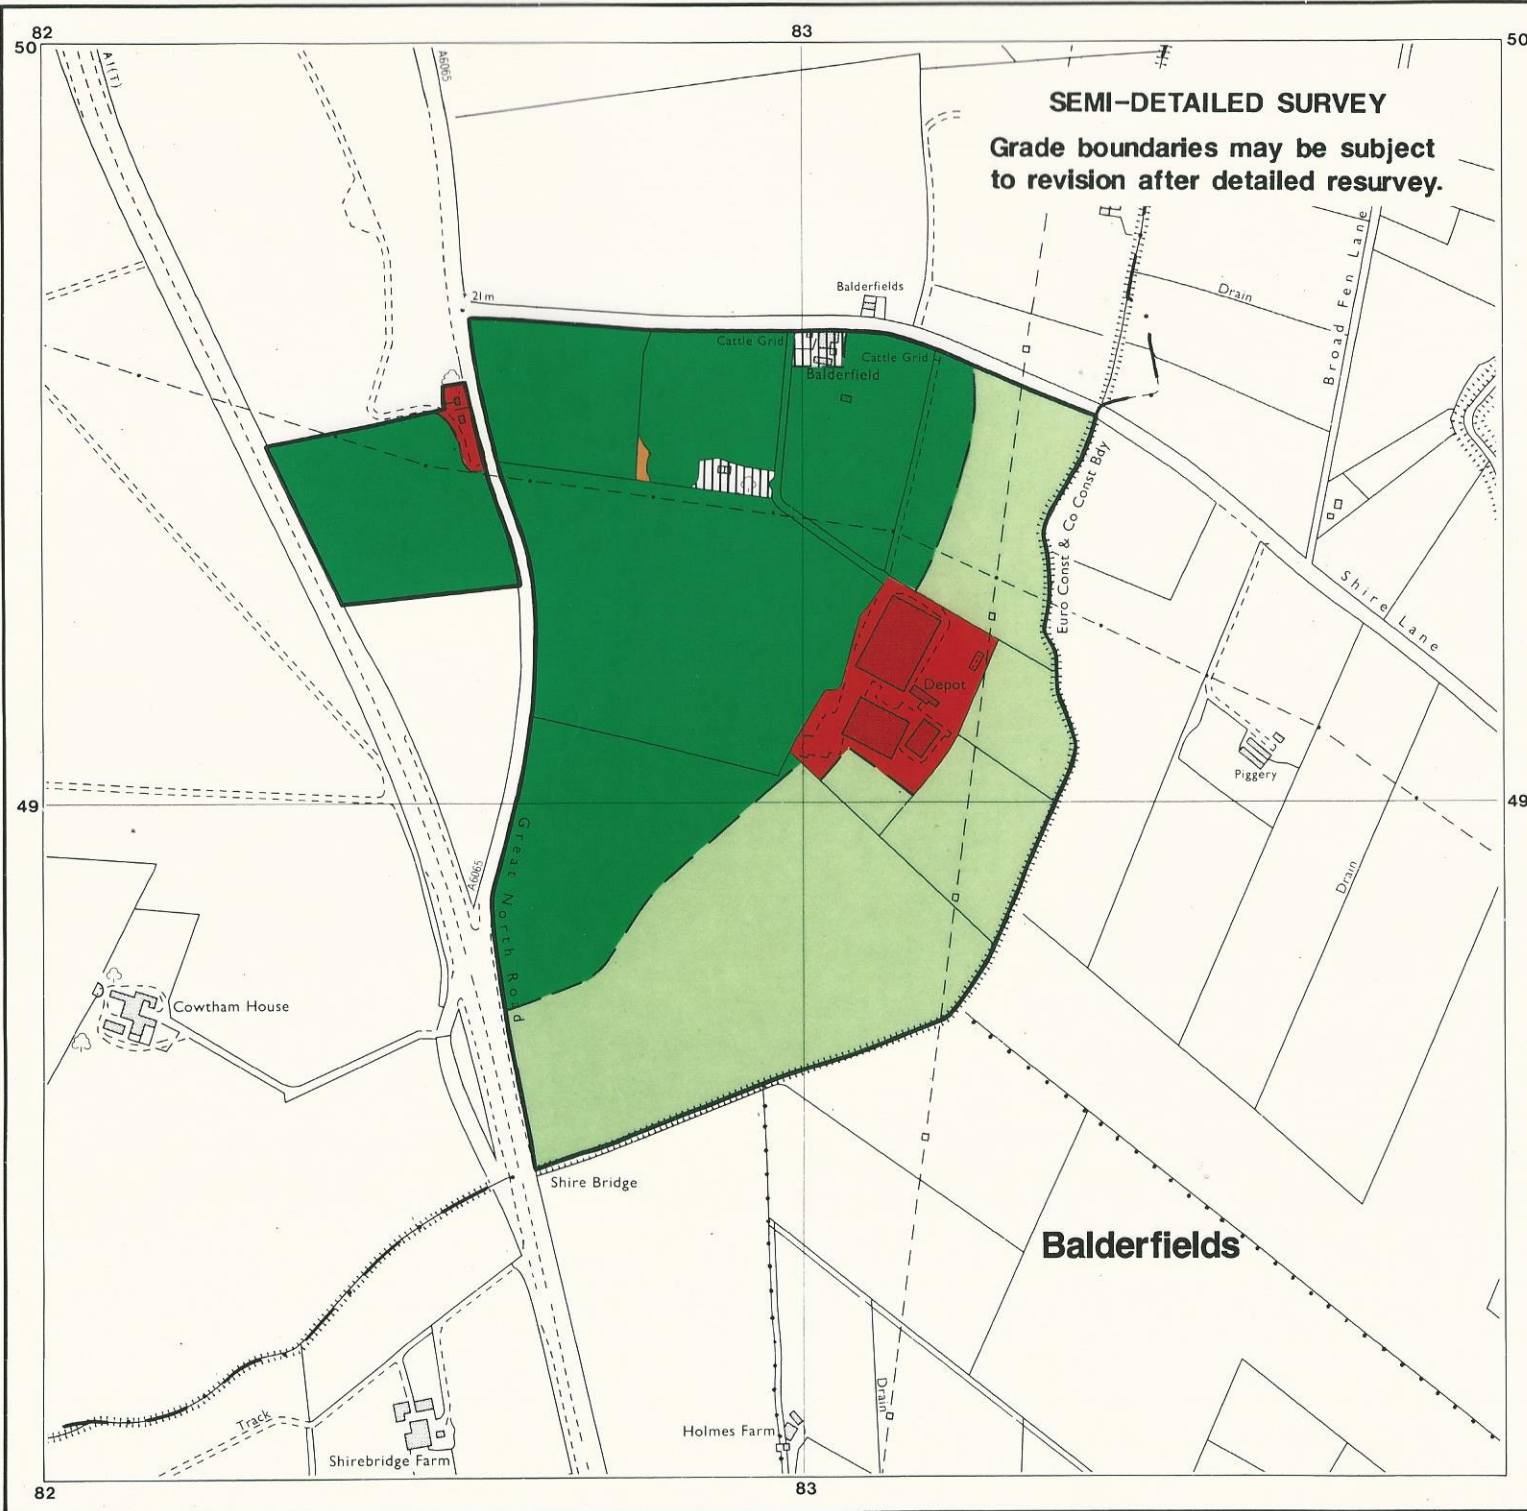 82
83
50
50
A1(T)
A6065
SEMI-DETAILED SURVEY
Grade boundaries may be subject
to revision after detailed resurvey.
Broad Fen Lane
Drain
Balderfields
21m
Cattle Grid
Cattle Grid
Balderfield
Euro Const & Co Const Bdy
Shire Lane
Depot
Piggery
49
49
Great North Road
A6065
Drain
Cowtham House
Shire Bridge
Balderfields
Track
Drain
Holmes Farm
Shirebridge Farm
82
83